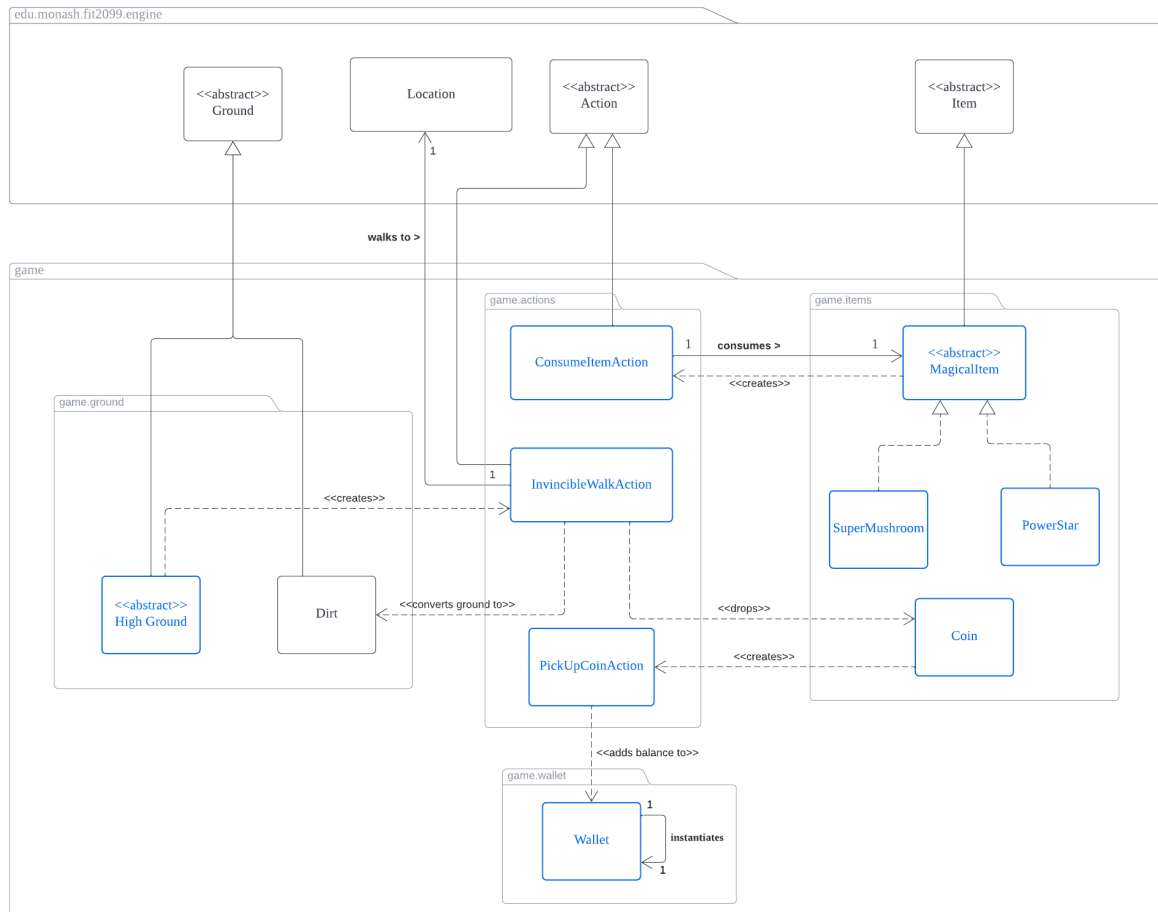 edu.monash.fit2099.engine
<<abstract>>
Ground
Location
<<abstract>>
Action
<<abstract>>
Item
1
walks to >
game
game.actions
game.items
ConsumeItemAction
1
consumes >
1
<<abstract>>
MagicalItem
<<creates>>
game.ground
InvincibleWalkAction
1
<<creates>>
SuperMushroom
PowerStar
<<abstract>>
High Ground
Dirt
<<converts ground to>>
<<drops>>
Coin
PickUpCoinAction
<<creates>>
<<adds balance to>>
game.wallet
Wallet
1
instantiates
1